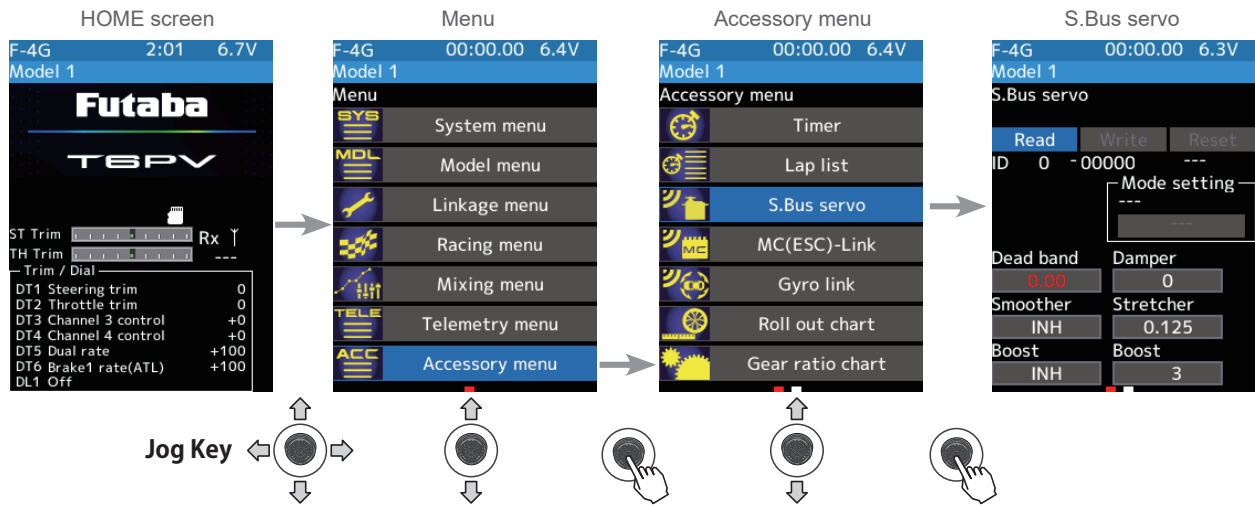 HOME screen
F-4G 2:01 6.7V
Model 1
Futaba
T6PV
ST Trim
Rx
TH Trim
---
Trim / Dial
DT1 Steering trim 0
DT2 Throttle trim 0
DT3 Channel 3 control +0
DT4 Channel 4 control +0
DT5 Dual rate +100
DT6 Brake1 rate(ATL) +100
DL1 Off
Menu
F-4G 00:00.00 6.4V
Model 1
Menu
SYS System menu
MDL Model menu
Linkage menu
Racing menu
Mixing menu
TELE Telemetry menu
ACC Accessory menu
Accessory menu
F-4G 00:00.00 6.4V
Model 1
Accessory menu
Timer
Lap list
S.Bus servo
MC MC(ESC)-Link
Gyro link
Roll out chart
Gear ratio chart
S.Bus servo
F-4G 00:00.00 6.3V
Model 1
S.Bus servo
Read Write Reset
ID 0 -00000 ---
Mode setting
---
---
Dead band Damper
0.00 0
Smoother Stretcher
INH 0.125
Boost Boost
INH 3
Jog Key